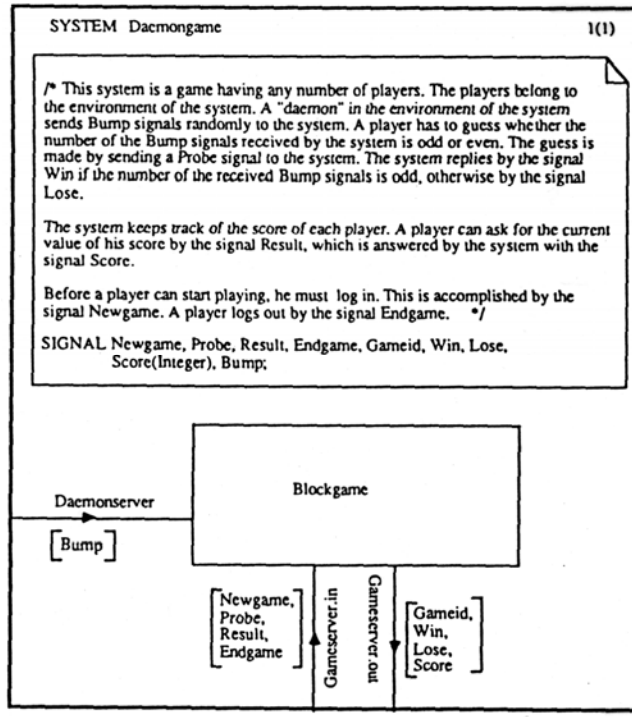 SYSTEM Daemongame 1(1)
/* This system is a game having any number of players. The players belong to
the environment of the system. A "daemon" in the environment of the system
sends Bump signals randomly to the system. A player has to guess whether the
number of the Bump signals received by the system is odd or even. The guess is
made by sending a Probe signal to the system. The system replies by the signal
Win if the number of the received Bump signals is odd, otherwise by the signal
Lose.
The system keeps track of the score of each player. A player can ask for the current
value of his score by the signal Result, which is answered by the system with the
signal Score.
Before a player can start playing, he must log in. This is accomplished by the
signal Newgame. A player logs out by the signal Endgame. */
SIGNAL Newgame, Probe, Result, Endgame, Gameid, Win, Lose,
Score(Integer), Bump;
Blockgame
Daemonserver
[Bump]
[Newgame,
Probe,
Result,
Endgame]
Gameserver.in
Gameserver.out
[Gameid,
Win,
Lose,
Score]